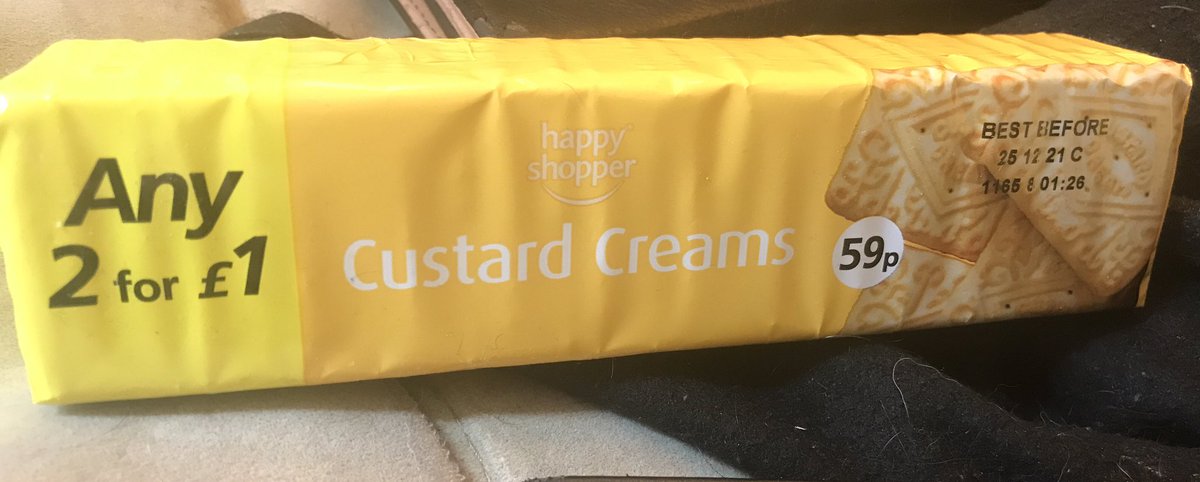 Any
2 for £1
happy
shopper
Custard Creams
59p
BEST BEFORE
25 12 21 C
1165 8 01:26